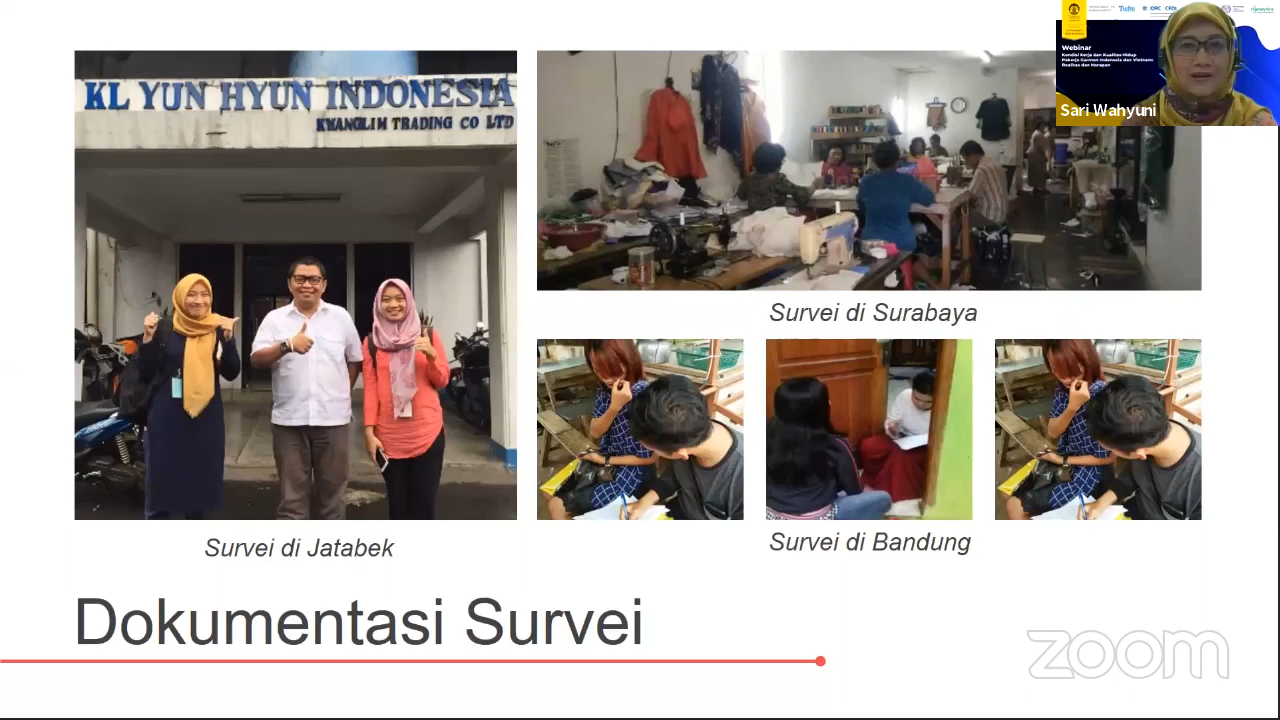 KL YUN HYUN INDONESIA
KWANGLIM TRADING CO LTD
Webinar
Kondisi Kerja dan Kualitas Hidup
Pekerja Garmen Indonesia dan Vietnam:
Realitas dan Harapan
Sari Wahyuni
Survei di Surabaya
Survei di Jatabek
Survei di Bandung
Dokumentasi Survei
zoom